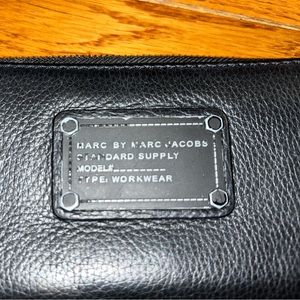 MARC BY MARC JACOBS
STANDARD SUPPLY
MODEL#
TYPE: WORKWEAR